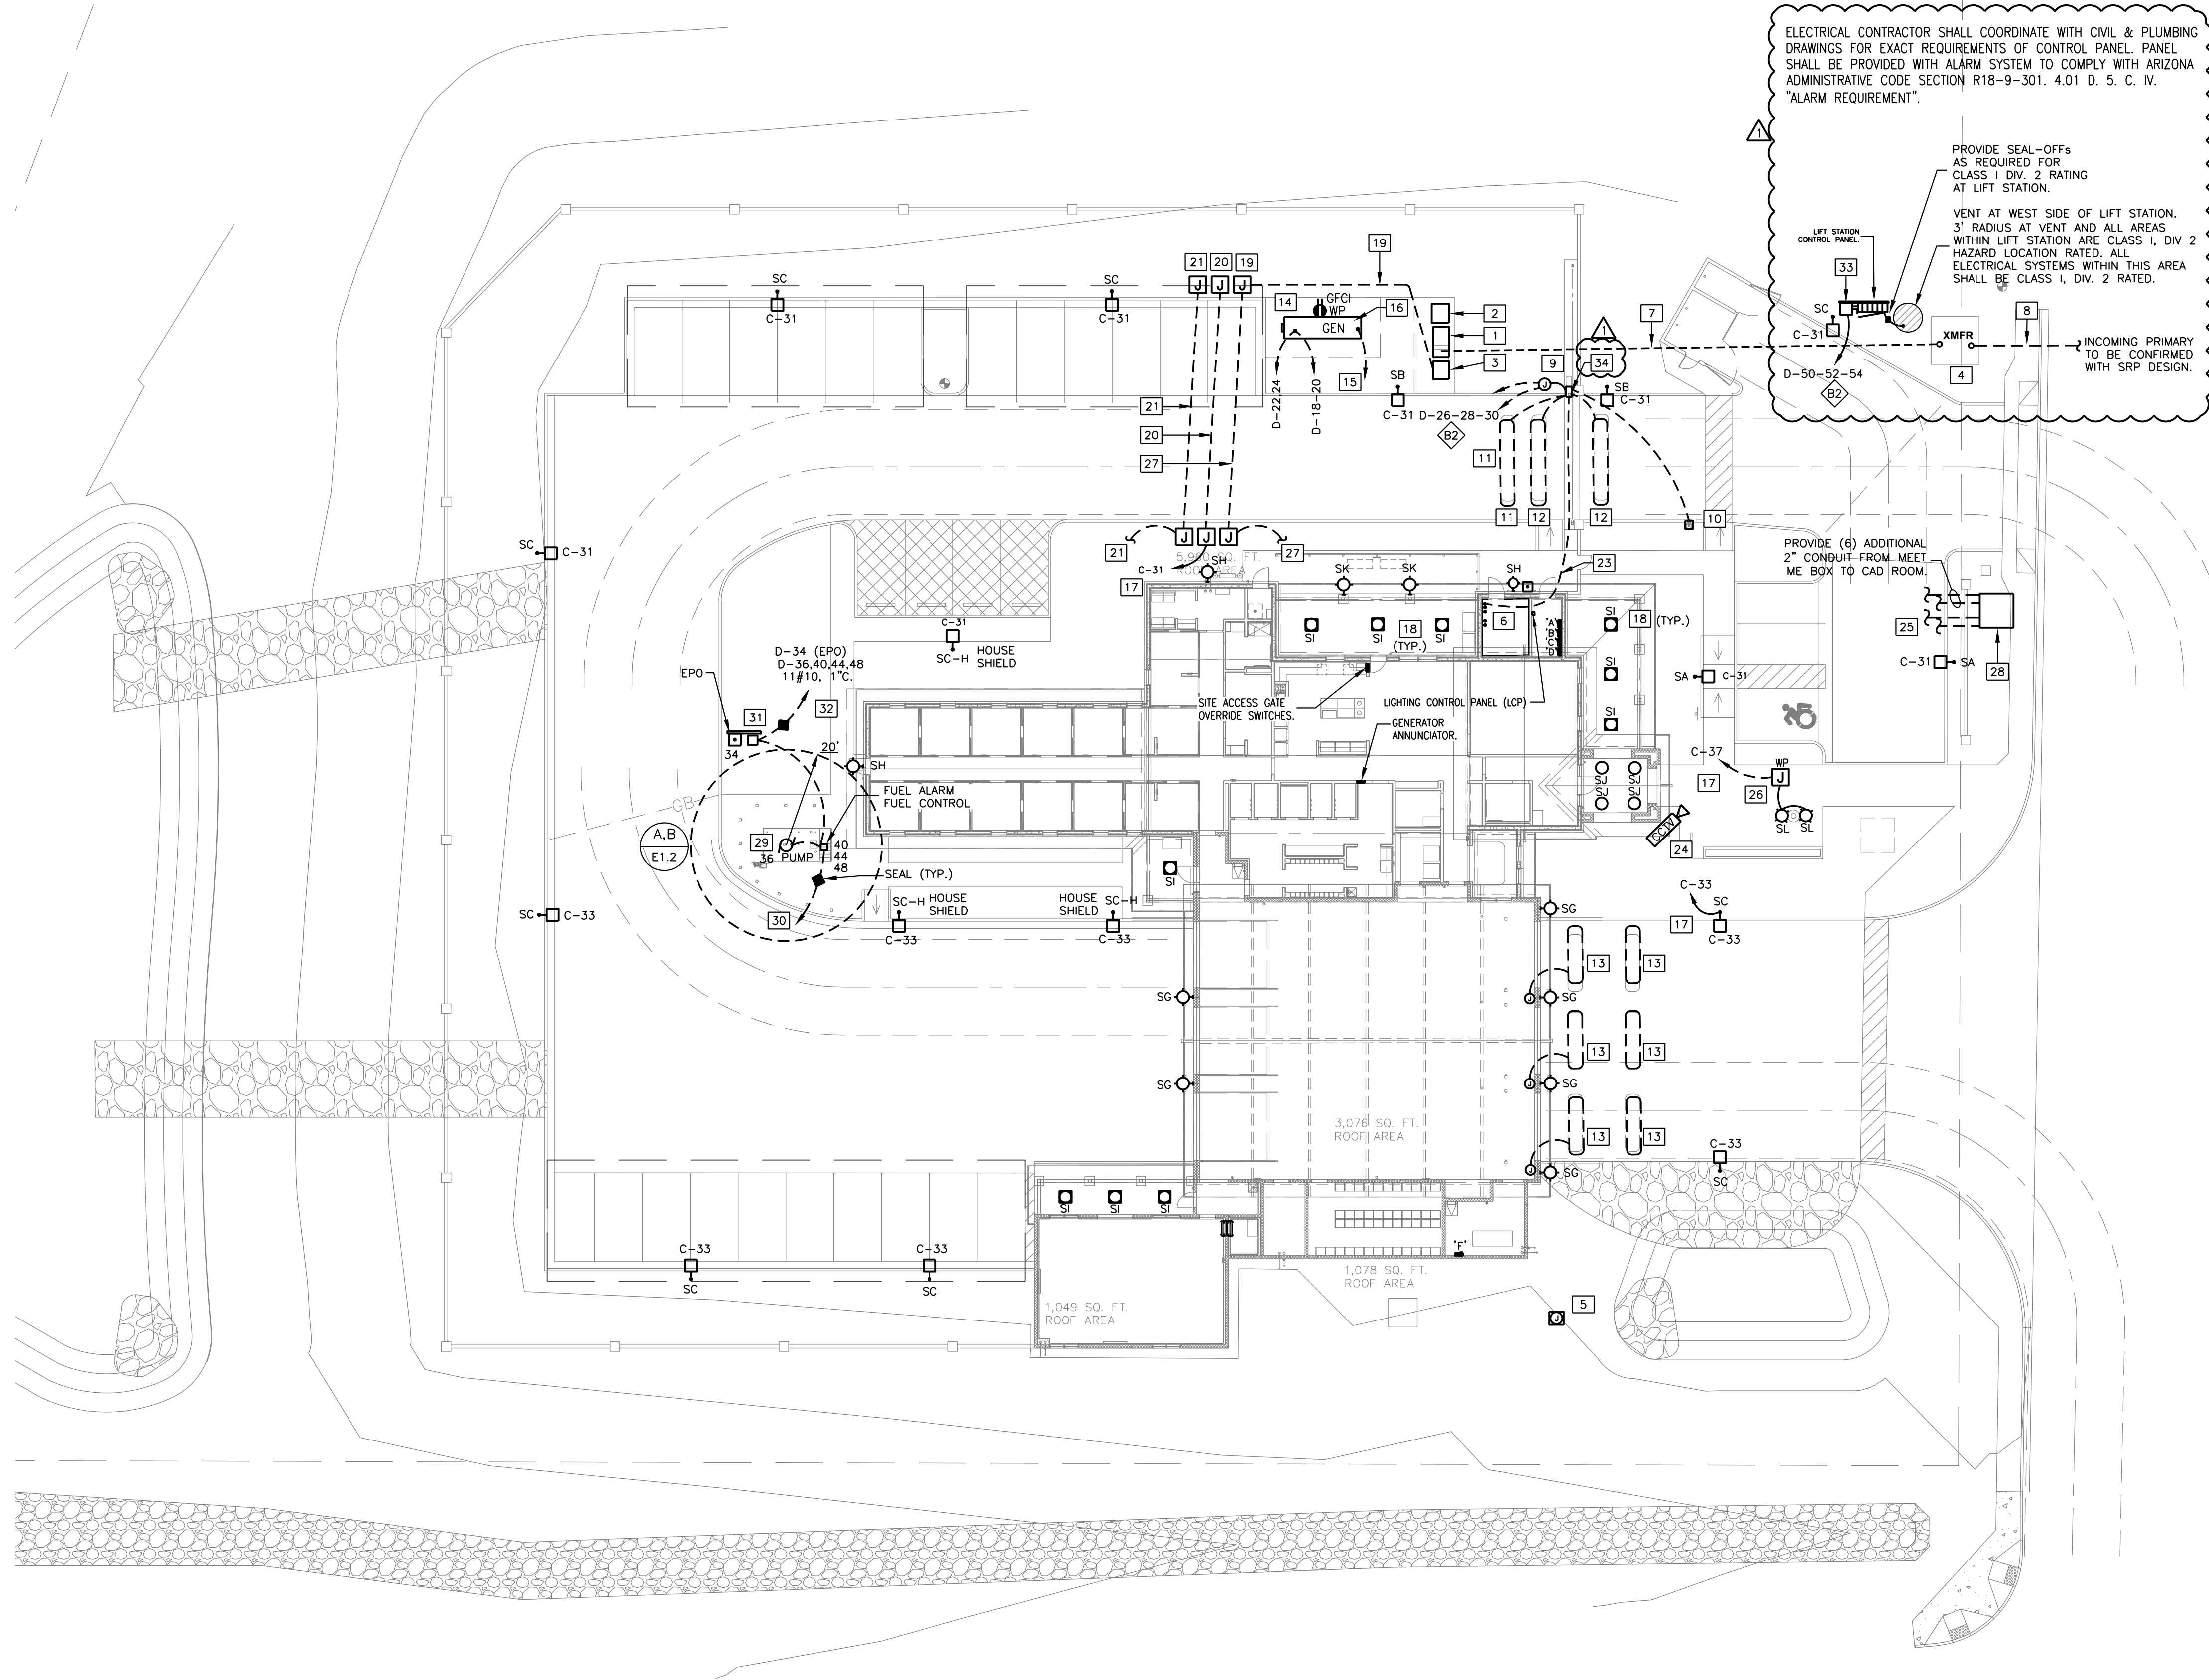 ELECTRICAL CONTRACTOR SHALL COORDINATE WITH CIVIL & PLUMBING
DRAWINGS FOR EXACT REQUIREMENTS OF CONTROL PANEL. PANEL
SHALL BE PROVIDED WITH ALARM SYSTEM TO COMPLY WITH ARIZONA
ADMINISTRATIVE CODE SECTION R18-9-301. 4.01 D. 5. C. IV.
"ALARM REQUIREMENT".
1
PROVIDE SEAL-OFFs
AS REQUIRED FOR
CLASS I DIV. 2 RATING
AT LIFT STATION.
VENT AT WEST SIDE OF LIFT STATION.
3' RADIUS AT VENT AND ALL AREAS
WITHIN LIFT STATION ARE CLASS I, DIV 2
HAZARD LOCATION RATED. ALL
ELECTRICAL SYSTEMS WITHIN THIS AREA
SHALL BE CLASS I, DIV. 2 RATED.
LIFT STATION
CONTROL PANEL.
33
SC
C-31
D-50-52-54
B2
XMFR
4
8
INCOMING PRIMARY
TO BE CONFIRMED
WITH SRP DESIGN.
7
19
21
20
19
J
J
J
SC
C-31
SC
C-31
14
GFCI
WP
GEN
16
2
1
3
15
D-22,24
D-18-20
SB
C-31
9
J
D-26-28-30
B2
1
34
SB
C-31
21
20
27
11
11
12
12
10
21
J
J
J
27
5,960 SQ. FT.
ROOF AREA
C-31
SH
17
SK
SK
SH
23
SC
C-31
PROVIDE (6) ADDITIONAL
2" CONDUIT FROM MEET
ME BOX TO CAD ROOM.
25
28
C-31
SA
SI
SI
SI
18
(TYP.)
6
'A'
'B'
'C'
'D'
SI
18
(TYP.)
SI
SI
SA
C-31
C-31
SC-H
HOUSE
SHIELD
D-34 (EPO)
D-36,40,44,48
11#10, 1"C.
EPO
31
32
34
20'
SH
SITE ACCESS GATE
OVERRIDE SWITCHES.
LIGHTING CONTROL PANEL (LCP)
GENERATOR
ANNUNCIATOR.
C-37
17
WP
J
26
SL
SL
SJ
SJ
SJ
SJ
CCTV
24
GB
FUEL ALARM
FUEL CONTROL
A,B
E1.2
29
36
PUMP
40
44
48
SEAL (TYP.)
30
SI
SC
C-33
SC-H
HOUSE
SHIELD
C-33
HOUSE
SHIELD
SC-H
C-33
SG
C-33
SC
17
C-33
13
13
SG
J
SG
13
13
SG
J
SG
13
13
J
SG
3,076 SQ. FT.
ROOF AREA
C-33
SC
SI
SI
SI
C-33
SC
C-33
SC
'F'
1,078 SQ. FT.
ROOF AREA
1,049 SQ. FT.
ROOF AREA
J
5